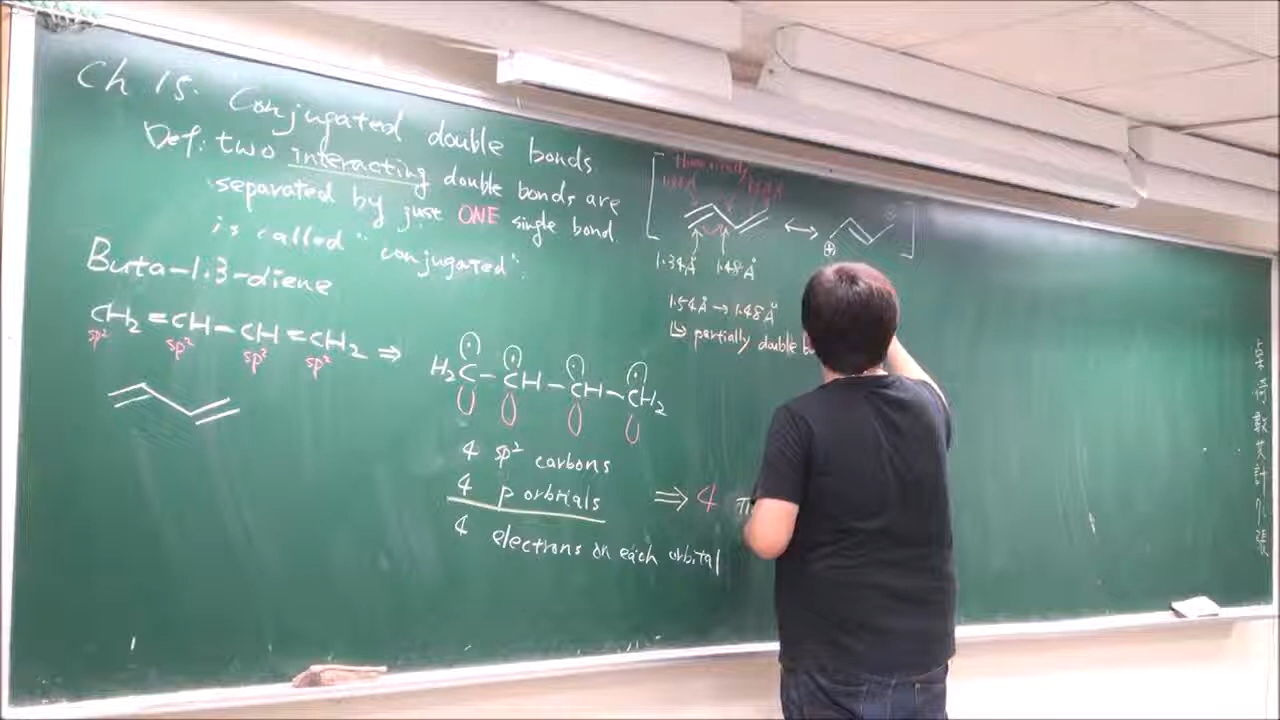 Ch 15. Conjugated double bonds
Def: two interacting double bonds are
separated by just ONE single bond.
is called "conjugated".
Buta-1.3-diene
CH2=CH-CH=CH2 ⇒
sp² sp² sp² sp²
H2C-CH-CH-CH2
4 sp² carbons
4 p orbrials
4 electrons on each orbital
⇒ 4 π
↔
⊕
1.34Å 1.48Å
1.54Å → 1.48Å
↳ partially double